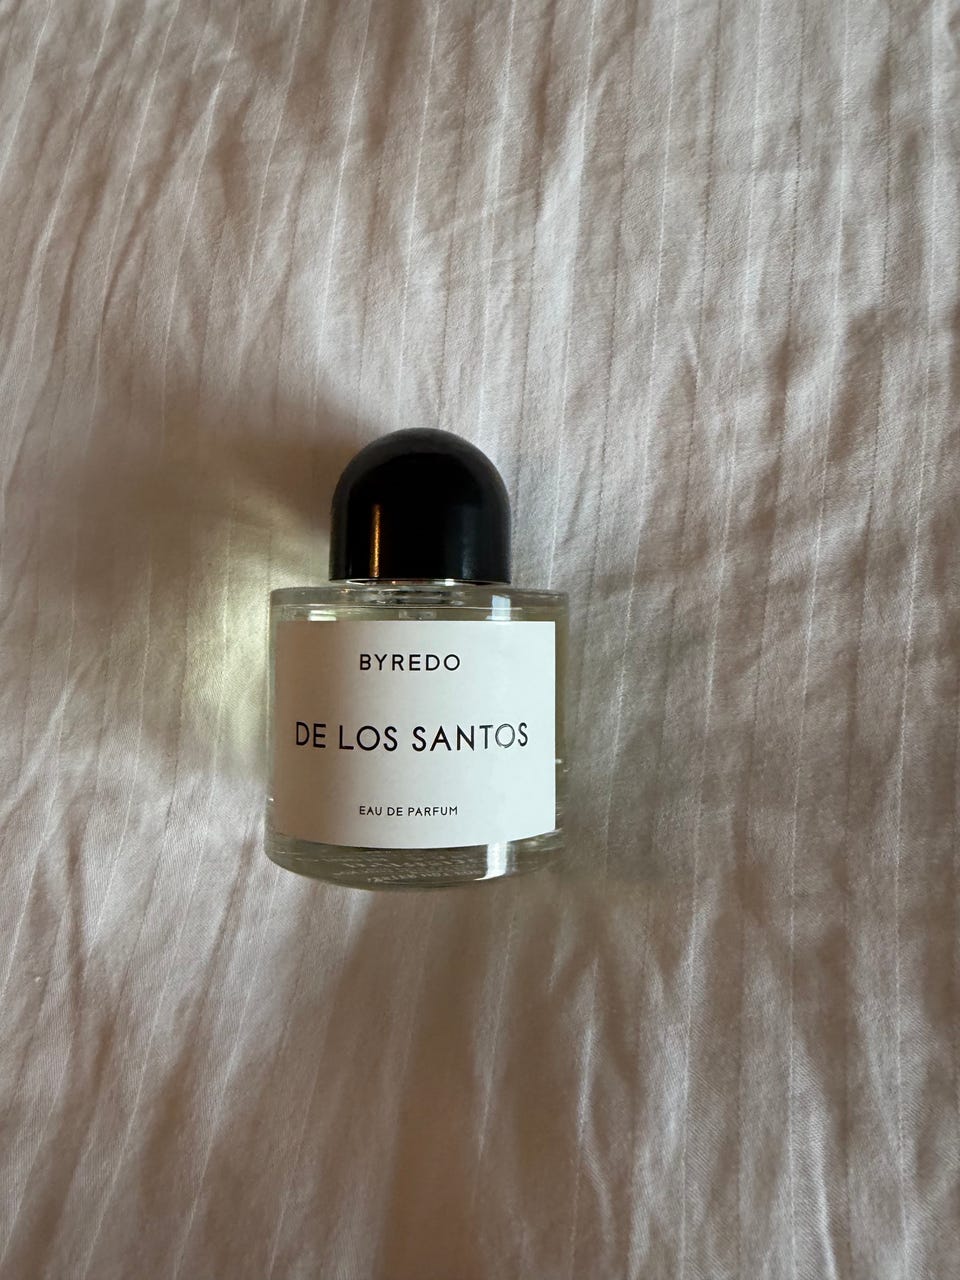 BYREDO
DE LOS SANTOS
EAU DE PARFUM